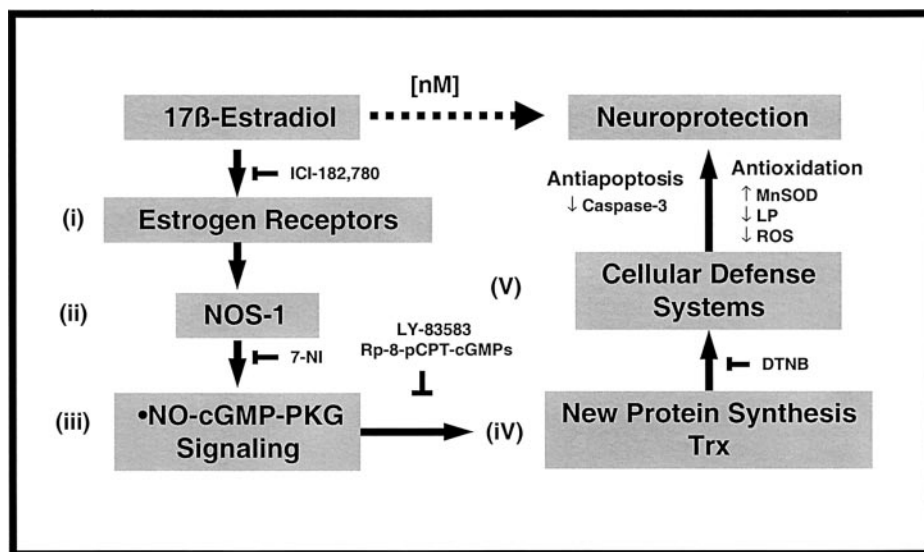 [nM]
17ß-Estradiol
Neuroprotection
ICI-182,780
Antiapoptosis
↓ Caspase-3
Antioxidation
↑ MnSOD
↓ LP
↓ ROS
(i)
Estrogen Receptors
(ii)
NOS-1
7-NI
LY-83583
Rp-8-pCPT-cGMPs
(iii)
•NO-cGMP-PKG
Signaling
(iV)
New Protein Synthesis
Trx
DTNB
(V)
Cellular Defense
Systems